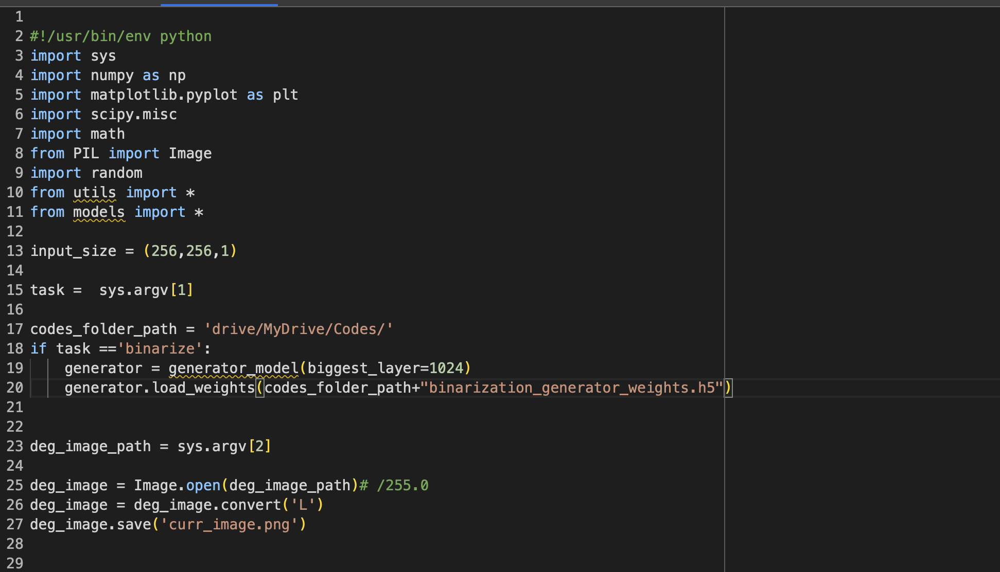 1
2 #!/usr/bin/env python
3 import sys
4 import numpy as np
5 import matplotlib.pyplot as plt
6 import scipy.misc
7 import math
8 from PIL import Image
9 import random
10 from utils import *
11 from models import *
12
13 input_size = (256,256,1)
14
15 task =  sys.argv[1]
16
17 codes_folder_path = 'drive/MyDrive/Codes/'
18 if task =='binarize':
19     generator = generator_model(biggest_layer=1024)
20     generator.load_weights(codes_folder_path+"binarization_generator_weights.h5")
21
22
23 deg_image_path = sys.argv[2]
24
25 deg_image = Image.open(deg_image_path)# /255.0
26 deg_image = deg_image.convert('L')
27 deg_image.save('curr_image.png')
28
29